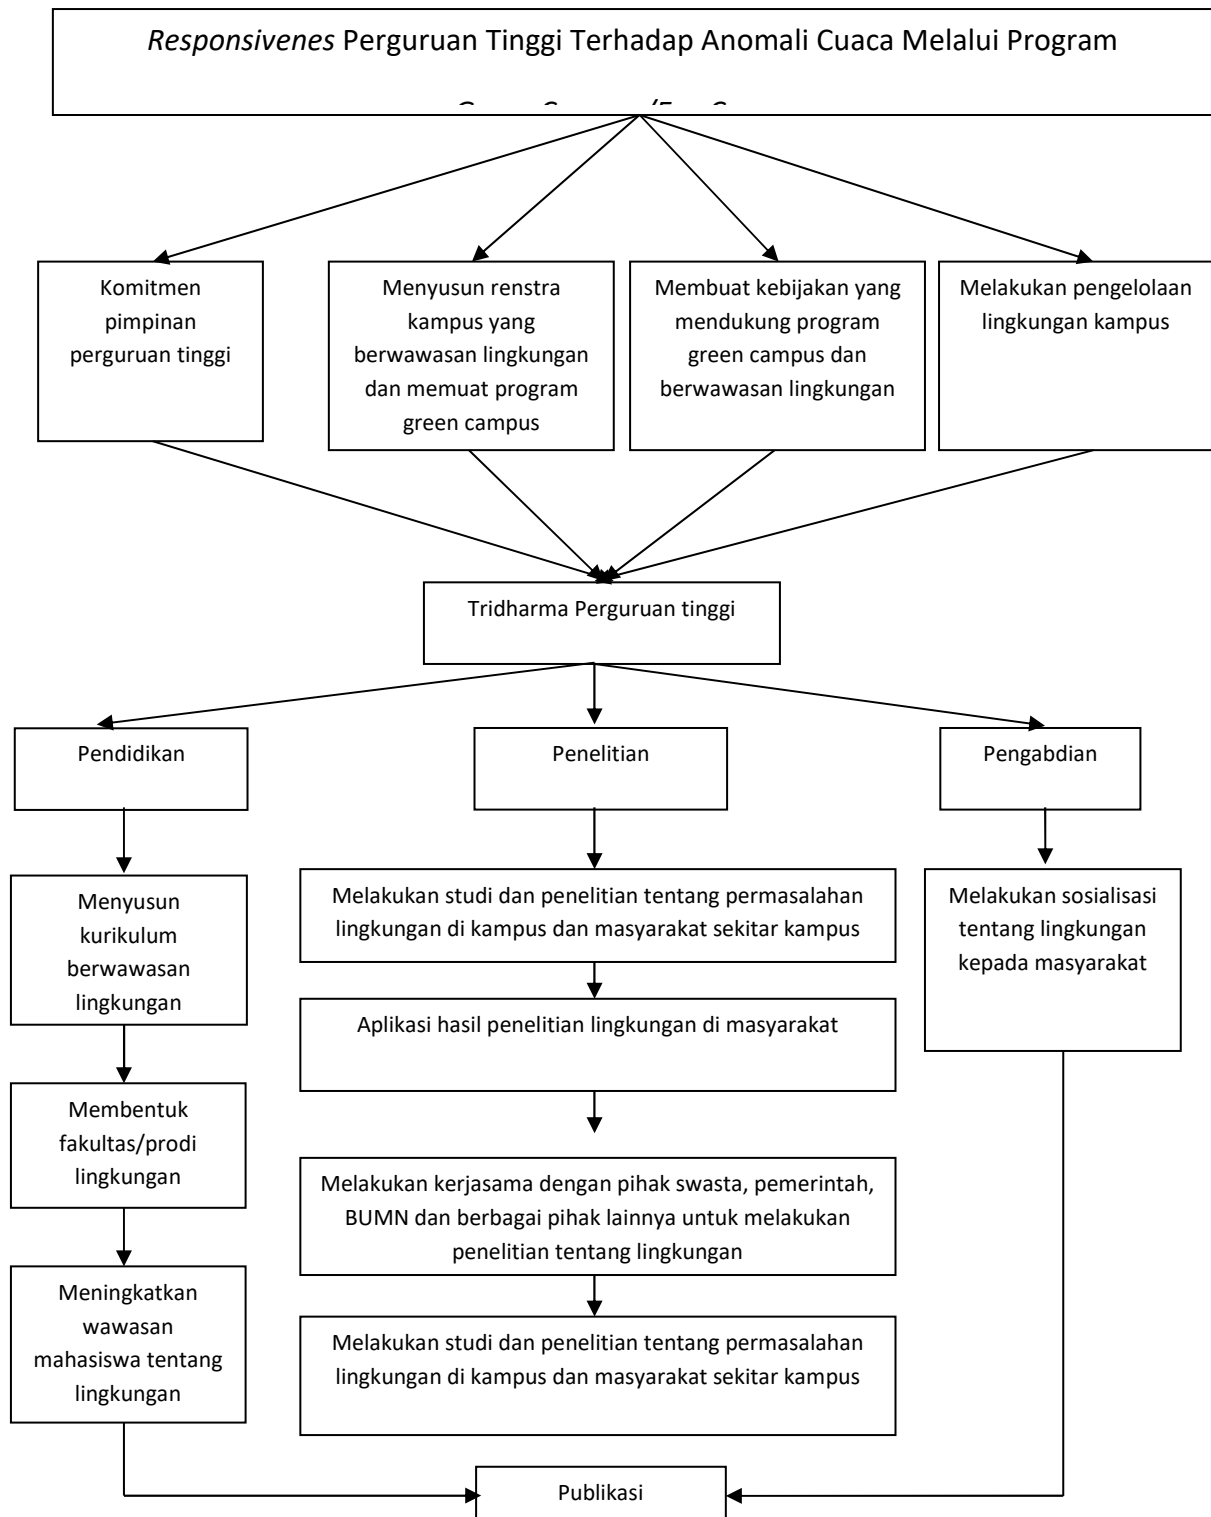 Responsivenes Perguruan Tinggi Terhadap Anomali Cuaca Melalui Program
Komitmen
pimpinan
perguruan tinggi
Menyusun renstra
kampus yang
berwawasan lingkungan
dan memuat program
green campus
Membuat kebijakan yang
mendukung program
green campus dan
berwawasan lingkungan
Melakukan pengelolaan
lingkungan kampus
Tridharma Perguruan tinggi
Pendidikan
Penelitian
Pengabdian
Menyusun
kurikulum
berwawasan
lingkungan
Membentuk
fakultas/prodi
lingkungan
Meningkatkan
wawasan
mahasiswa tentang
lingkungan
Melakukan studi dan penelitian tentang permasalahan
lingkungan di kampus dan masyarakat sekitar kampus
Aplikasi hasil penelitian lingkungan di masyarakat
Melakukan kerjasama dengan pihak swasta, pemerintah,
BUMN dan berbagai pihak lainnya untuk melakukan
penelitian tentang lingkungan
Melakukan studi dan penelitian tentang permasalahan
lingkungan di kampus dan masyarakat sekitar kampus
Melakukan sosialisasi
tentang lingkungan
kepada masyarakat
Publikasi